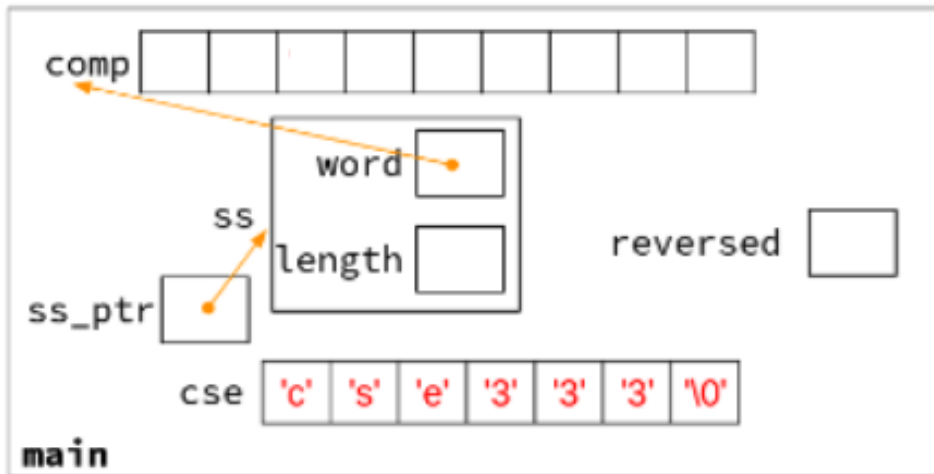 comp
word
ss
length
reversed
ss_ptr
cse 'c' 's' 'e' '3' '3' '3' '\0'
main